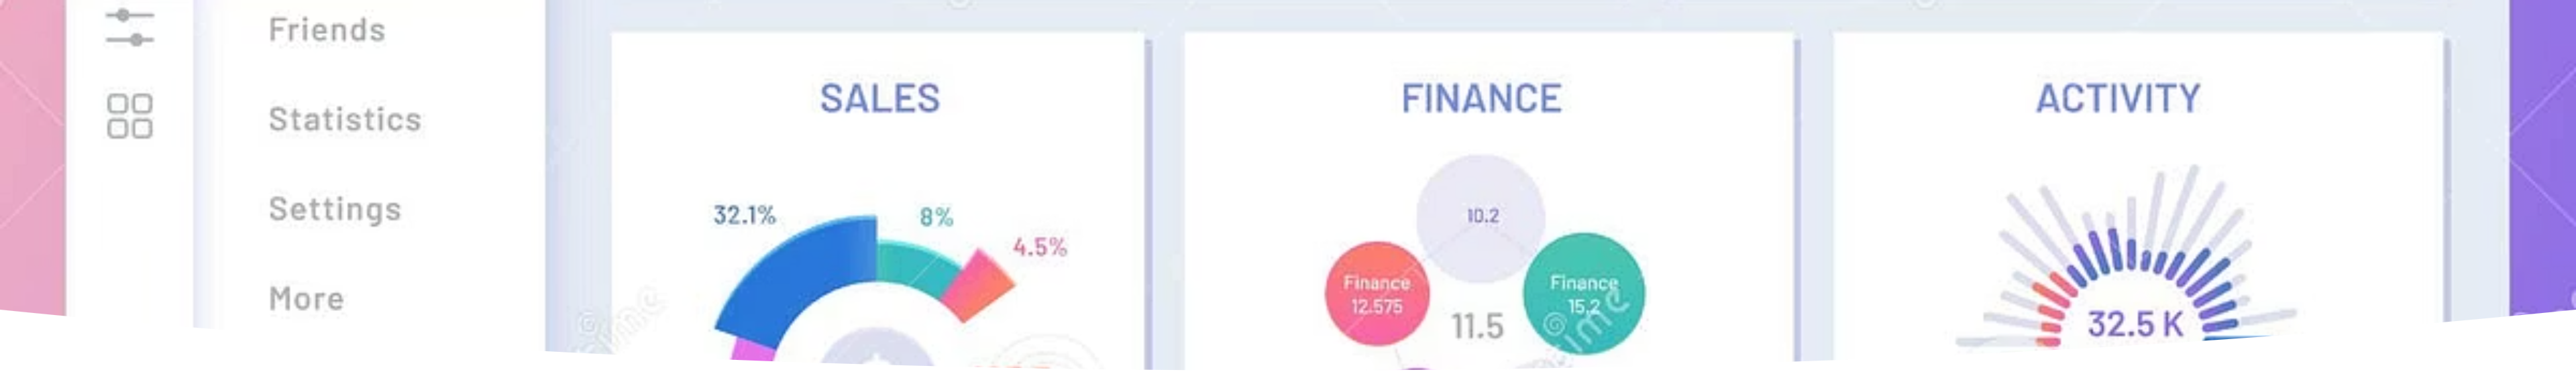 Friends
Statistics
Settings
More
SALES
32.1%
8%
4.5%
FINANCE
10.2
Finance
12.575
Finance
15.2
11.5
ACTIVITY
32.5 K